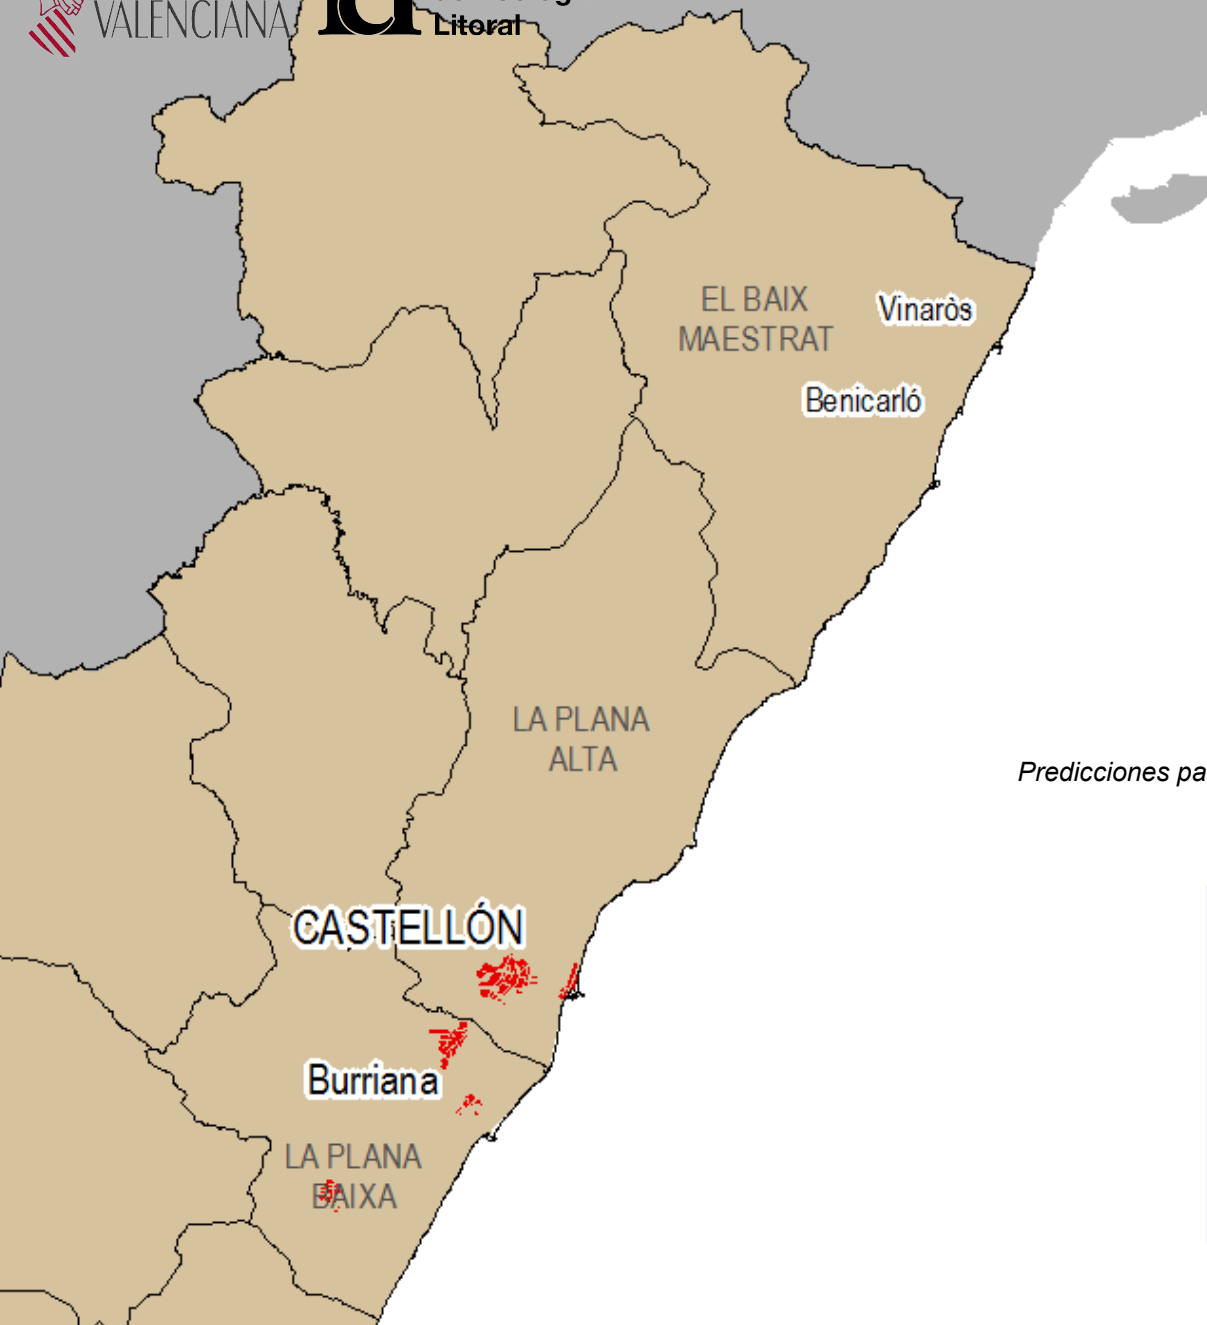 VALENCIANA
Litoral
EL BAIX
MAESTRAT
Vinaròs
Benicarló
LA PLANA
ALTA
Predicciones pa
CASTELLÓN
Burriana
LA PLANA
BAIXA